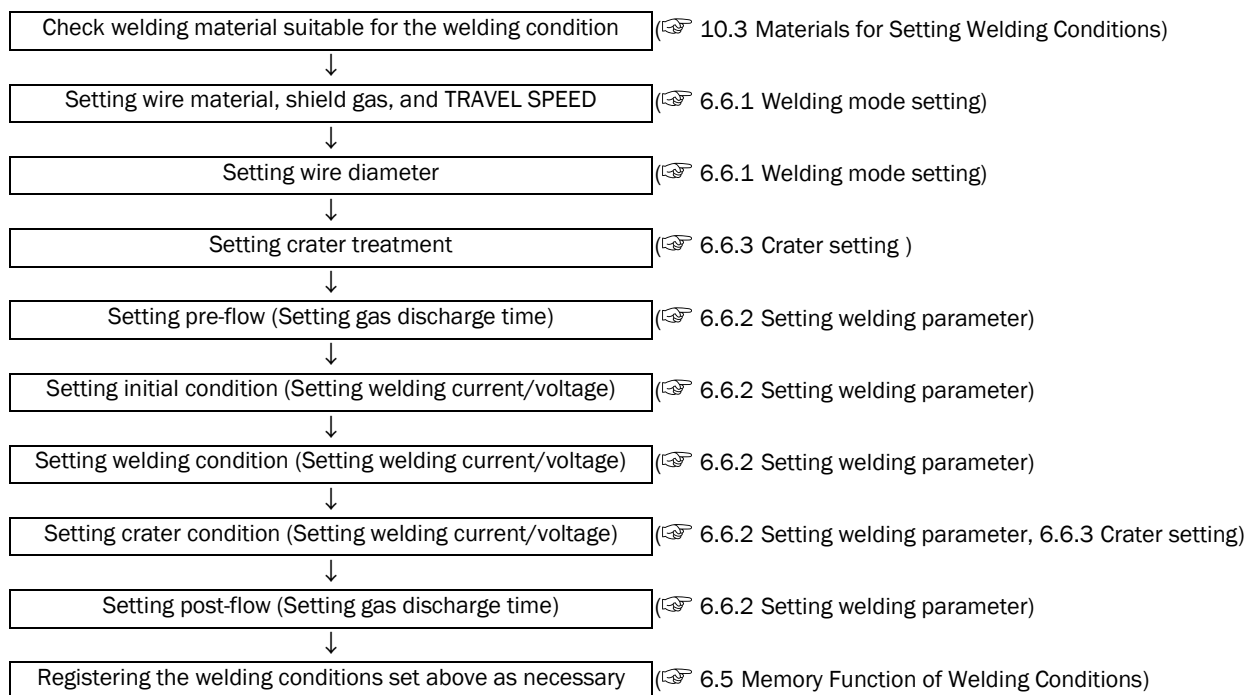 Check welding material suitable for the welding condition (☞ 10.3 Materials for Setting Welding Conditions)
↓
Setting wire material, shield gas, and TRAVEL SPEED (☞ 6.6.1 Welding mode setting)
↓
Setting wire diameter (☞ 6.6.1 Welding mode setting)
↓
Setting crater treatment (☞ 6.6.3 Crater setting )
↓
Setting pre-flow (Setting gas discharge time) (☞ 6.6.2 Setting welding parameter)
↓
Setting initial condition (Setting welding current/voltage) (☞ 6.6.2 Setting welding parameter)
↓
Setting welding condition (Setting welding current/voltage) (☞ 6.6.2 Setting welding parameter)
↓
Setting crater condition (Setting welding current/voltage) (☞ 6.6.2 Setting welding parameter, 6.6.3 Crater setting)
↓
Setting post-flow (Setting gas discharge time) (☞ 6.6.2 Setting welding parameter)
↓
Registering the welding conditions set above as necessary (☞ 6.5 Memory Function of Welding Conditions)